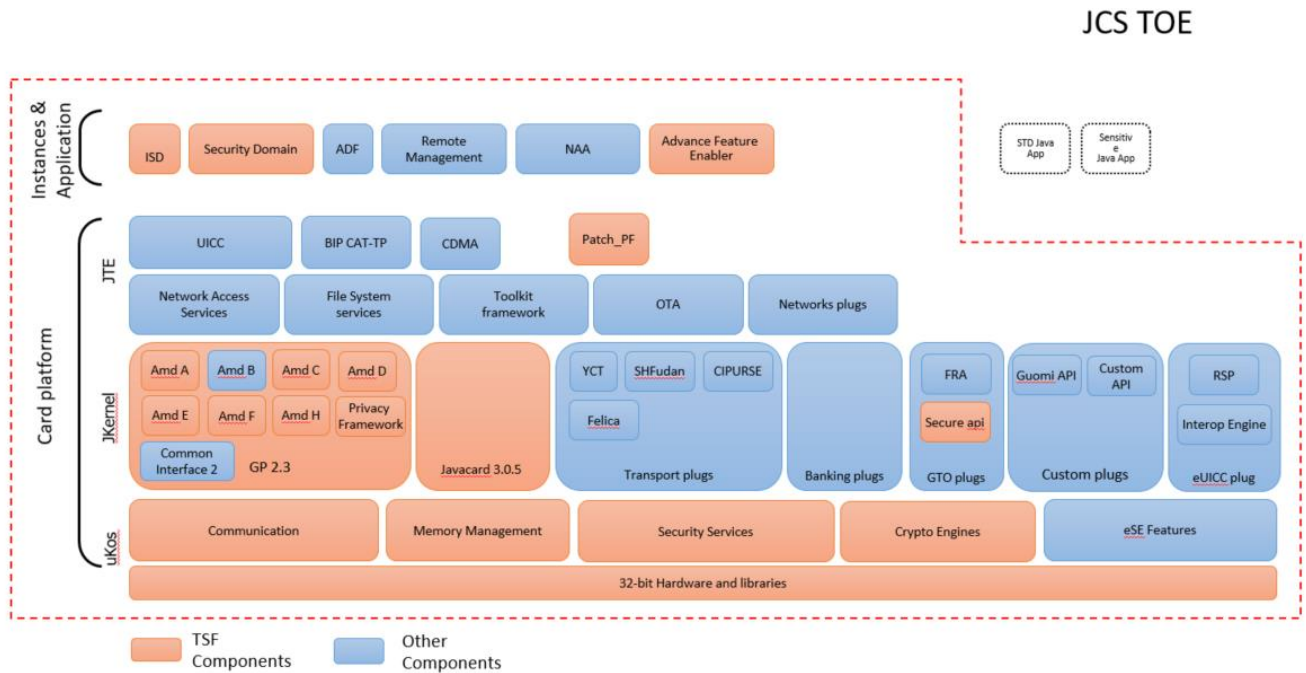 JCS TOE
Instances &
Application
ISD
Security Domain
ADF
Remote
Management
NAA
Advance Feature
Enabler
STD Java
App
Sensitiv
e
Java App
Card platform
JTE
UICC
BIP CAT-TP
CDMA
Patch_PF
Network Access
Services
File System
services
Toolkit
framework
OTA
Networks plugs
JKernel
Amd A
Amd B
Amd C
Amd D
Amd E
Amd F
Amd H
Privacy
Framework
Common
Interface 2
GP 2.3
Javacard 3.0.5
YCT
SHFudan
CIPURSE
Felica
Transport plugs
Banking plugs
FRA
Secure api
GTO plugs
Guomi API
Custom
API
Custom plugs
RSP
Interop Engine
eUICC plug
uKos
Communication
Memory Management
Security Services
Crypto Engines
eSE Features
32-bit Hardware and libraries
TSF
Components
Other
Components